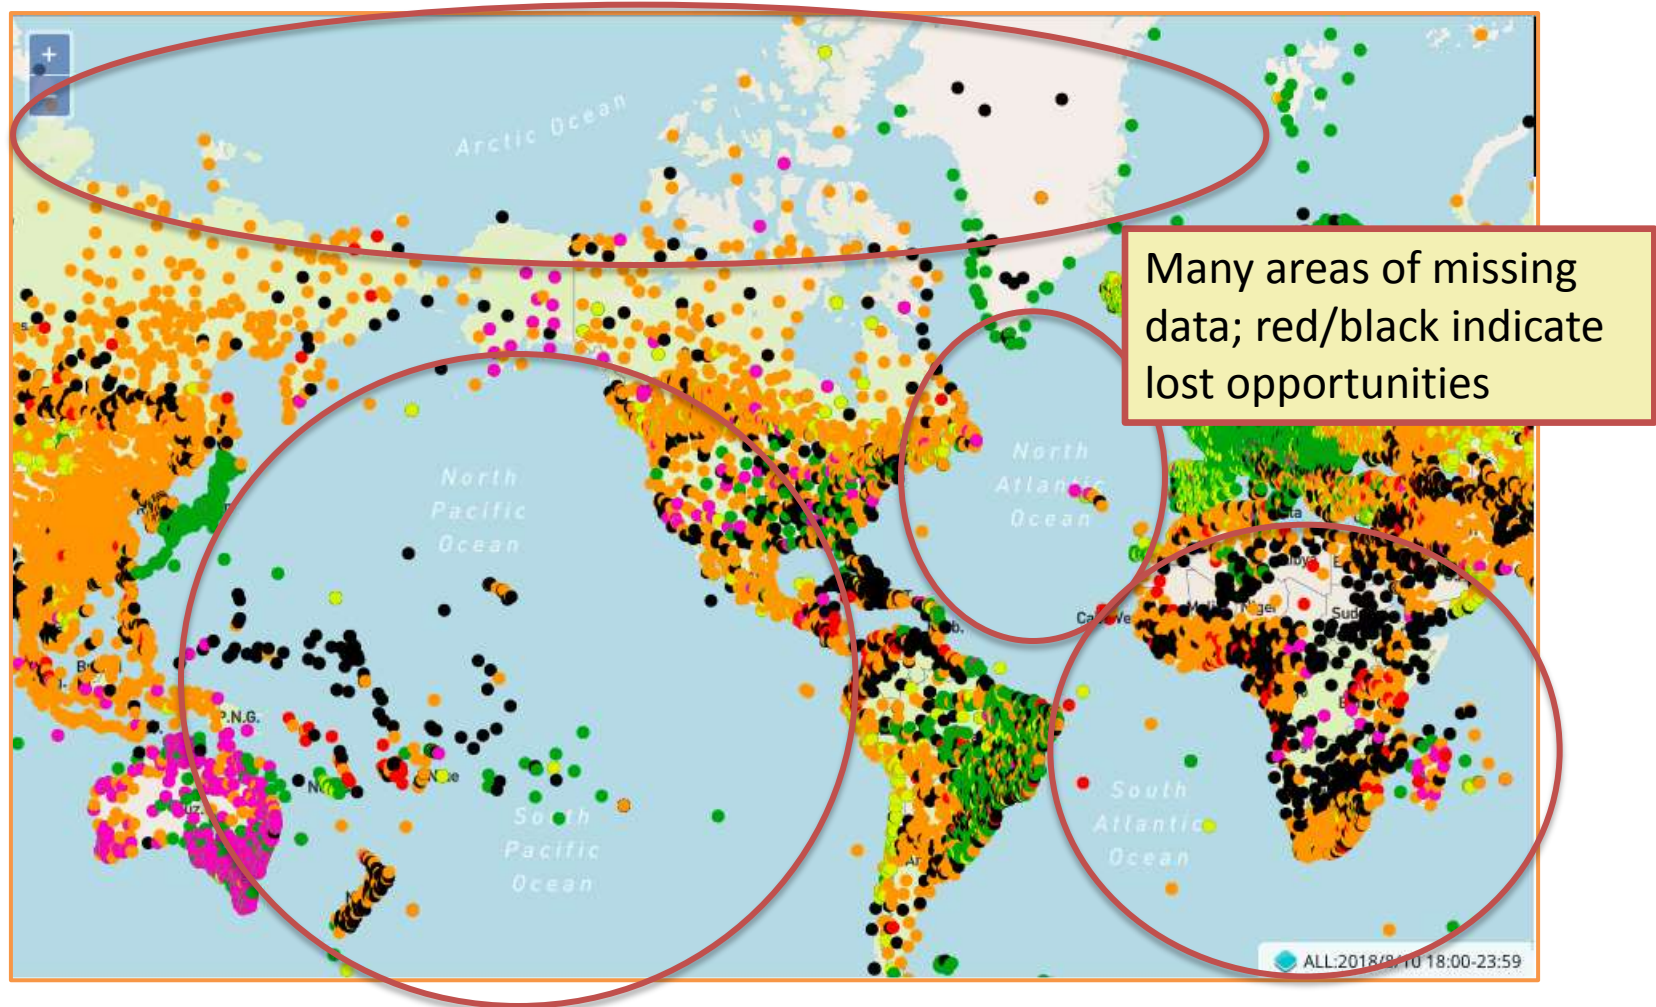 +
Arctic Ocean
Many areas of missing
data; red/black indicate
lost opportunities
North
Pacific
Ocean
North
Atlantic
Ocean
P.N.G.
South
Pacific
Ocean
South
Atlantic
Ocean
ALL:2018/8/10 18:00-23:59